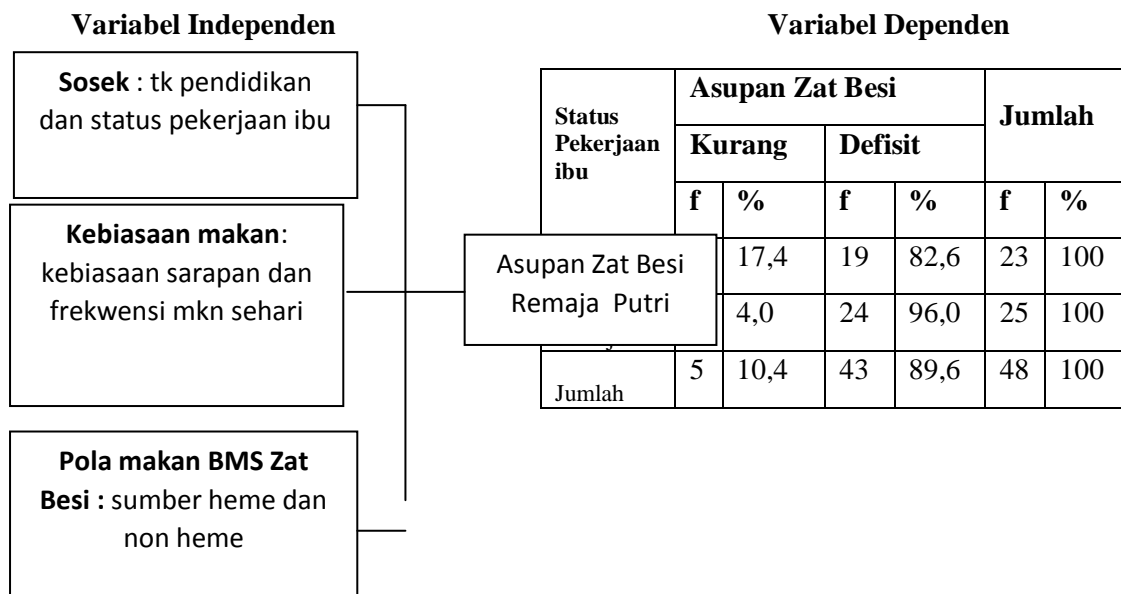 Variabel Independen
Variabel Dependen
Sosek : tk pendidikan
dan status pekerjaan ibu
Kebiasaan makan:
kebiasaan sarapan dan
frekwensi mkn sehari
Pola makan BMS Zat
Besi : sumber heme dan
non heme
Asupan Zat Besi
Remaja Putri
Status
Pekerjaan
ibu
Asupan Zat Besi
Jumlah
Kurang Defisit
f % f % f %
17,4 19 82,6 23 100
4,0 24 96,0 25 100
Jumlah 5 10,4 43 89,6 48 100